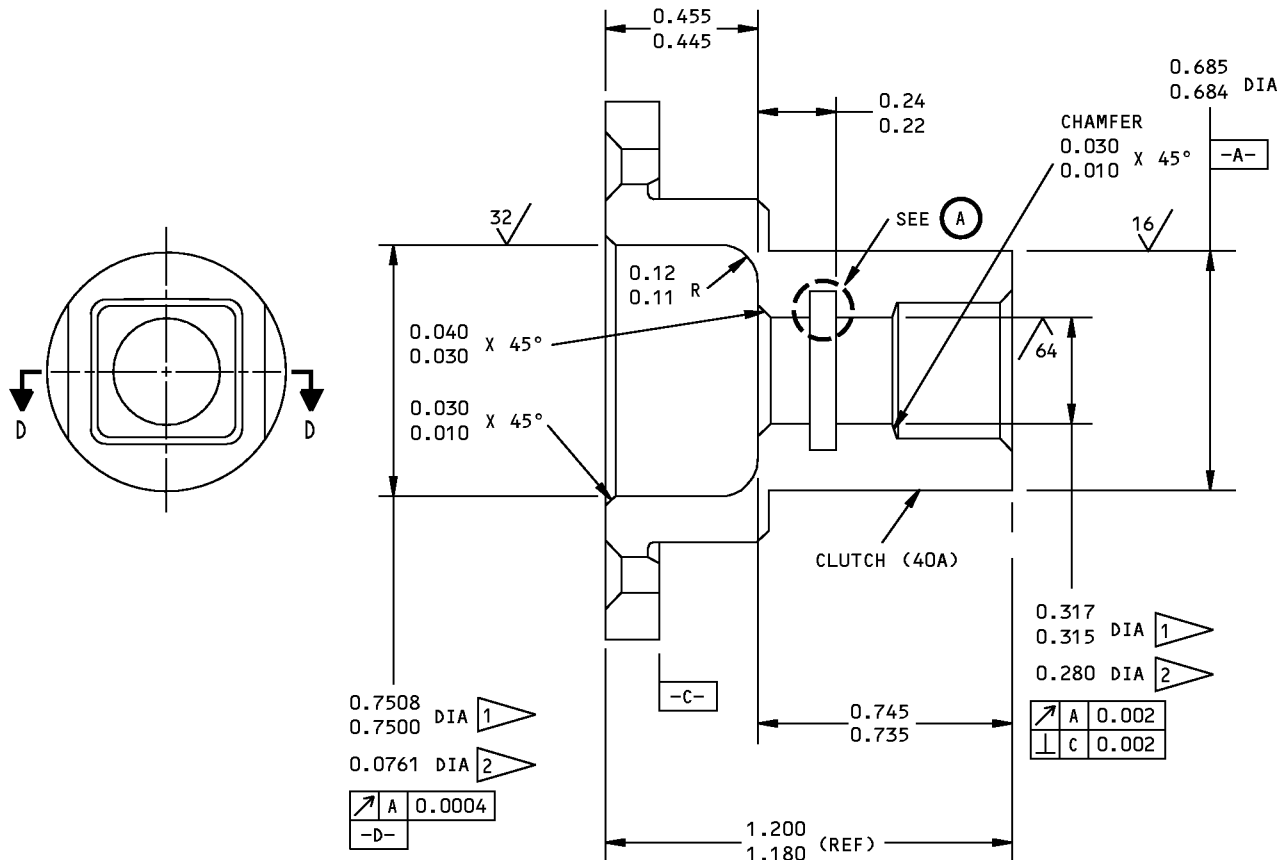 0.455
0.445
0.24
0.22
0.685
0.684 DIA
-A-
CHAMFER
0.030
0.010 X 45°
SEE A
32
16
0.12
0.11 R
0.040
0.030 X 45°
64
0.030
0.010 X 45°
D D
CLUTCH (40A)
0.317
0.315 DIA 1
0.280 DIA 2
A 0.002
⊥ C 0.002
-C-
0.7508
0.7500 DIA 1
0.0761 DIA 2
A 0.0004
-D-
0.745
0.735
1.200
1.180 (REF)